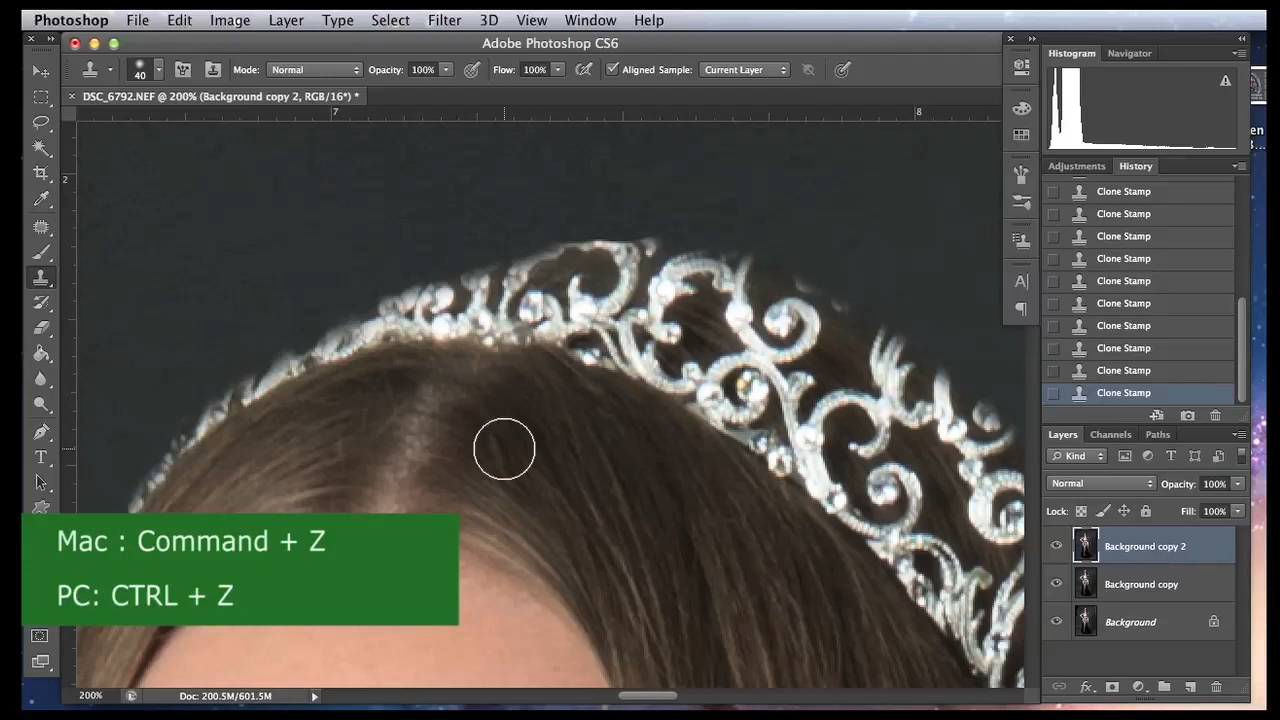 Photoshop File Edit Image Layer Type Select Filter 3D View Window Help
Adobe Photoshop CS6
40 Mode: Normal Opacity: 100% Flow: 100% Aligned Sample: Current Layer
DSC_6792.NEF @ 200% (Background copy 2, RGB/16*) *
7 8
2
Histogram Navigator
Adjustments History
Clone Stamp
Clone Stamp
Clone Stamp
Clone Stamp
Clone Stamp
Clone Stamp
Clone Stamp
Clone Stamp
Clone Stamp
Clone Stamp
Layers Channels Paths
Kind
Normal Opacity: 100%
Lock: Fill: 100%
Background copy 2
Background copy
Background
Mac : Command + Z
PC: CTRL + Z
200% Doc: 200.5M/601.5M